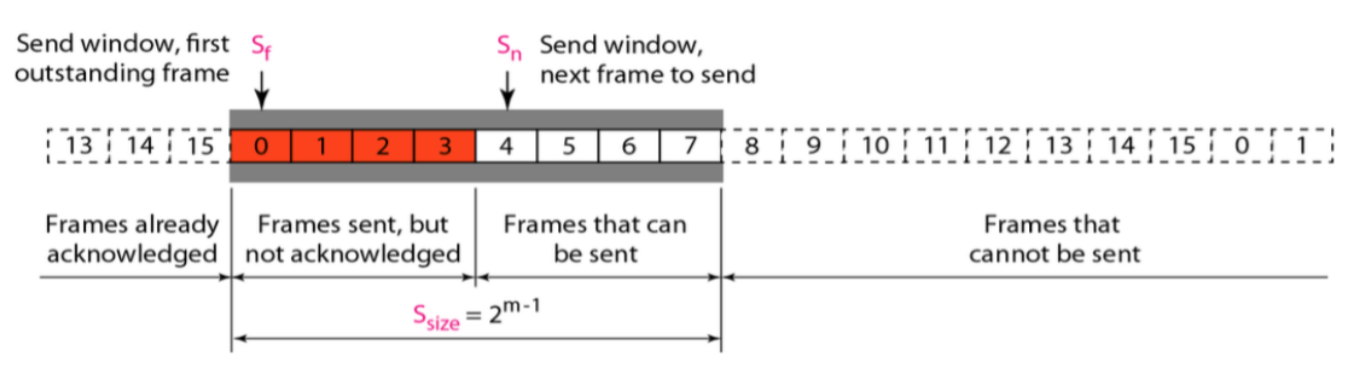 Send window, first S_f
outstanding frame
S_n Send window,
next frame to send
13 14 15 0 1 2 3 4 5 6 7 8 9 10 11 12 13 14 15 0 1
Frames already
acknowledged
Frames sent, but
not acknowledged
Frames that can
be sent
Frames that
cannot be sent
S_size = 2^m-1